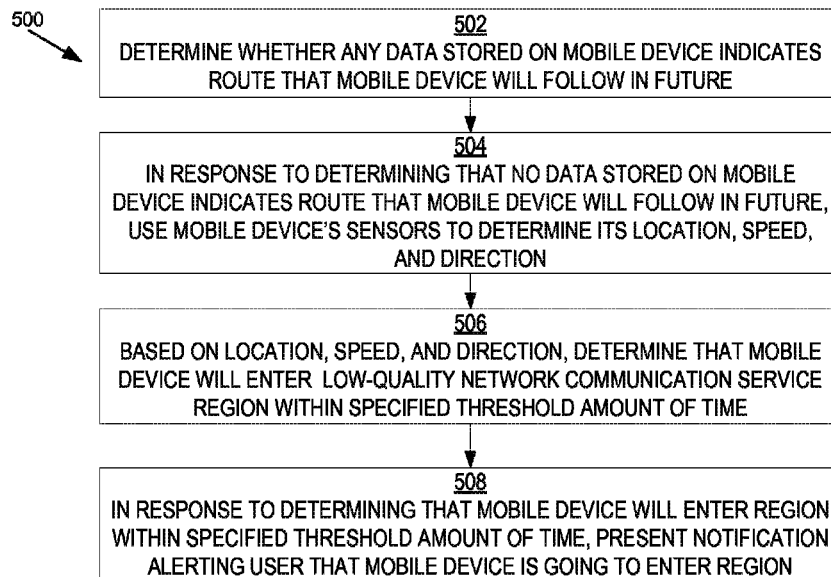 500
502
DETERMINE WHETHER ANY DATA STORED ON MOBILE DEVICE INDICATES
ROUTE THAT MOBILE DEVICE WILL FOLLOW IN FUTURE
504
IN RESPONSE TO DETERMINING THAT NO DATA STORED ON MOBILE
DEVICE INDICATES ROUTE THAT MOBILE DEVICE WILL FOLLOW IN FUTURE,
USE MOBILE DEVICE'S SENSORS TO DETERMINE ITS LOCATION, SPEED,
AND DIRECTION
506
BASED ON LOCATION, SPEED, AND DIRECTION, DETERMINE THAT MOBILE
DEVICE WILL ENTER LOW-QUALITY NETWORK COMMUNICATION SERVICE
REGION WITHIN SPECIFIED THRESHOLD AMOUNT OF TIME
508
IN RESPONSE TO DETERMINING THAT MOBILE DEVICE WILL ENTER REGION
WITHIN SPECIFIED THRESHOLD AMOUNT OF TIME, PRESENT NOTIFICATION
ALERTING USER THAT MOBILE DEVICE IS GOING TO ENTER REGION